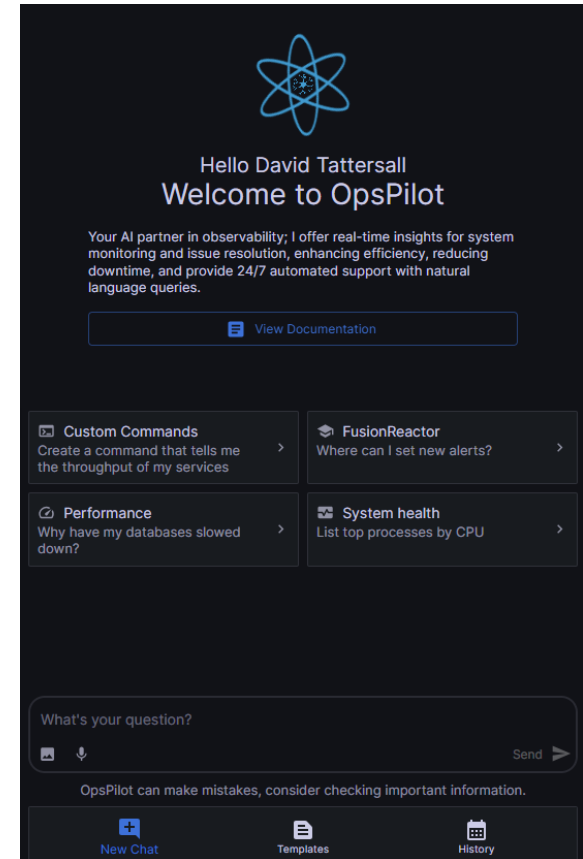 Hello David Tattersall
Welcome to OpsPilot
Your AI partner in observability; I offer real-time insights for system
monitoring and issue resolution, enhancing efficiency, reducing
downtime, and provide 24/7 automated support with natural
language queries.
View Documentation
Custom Commands
Create a command that tells me
the throughput of my services
FusionReactor
Where can I set new alerts?
Performance
Why have my databases slowed
down?
System health
List top processes by CPU
What's your question?
Send
OpsPilot can make mistakes, consider checking important information.
New Chat
Templates
History